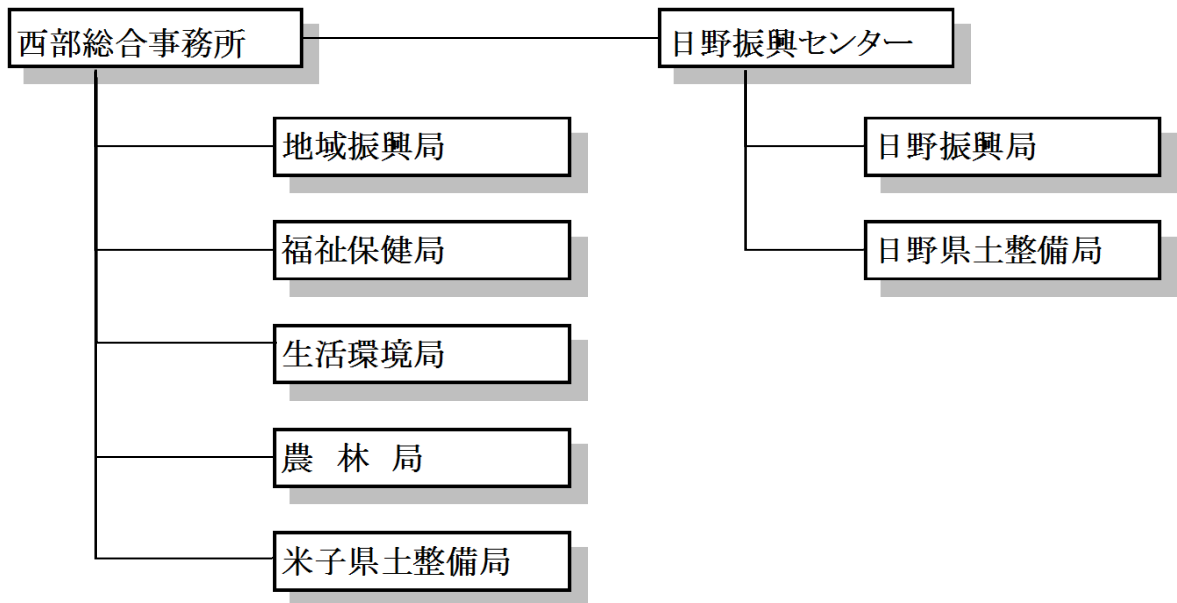 西部総合事務所
日野振興センター
地域振興局
福祉保健局
生活環境局
農 林 局
米子県土整備局
日野振興局
日野県土整備局